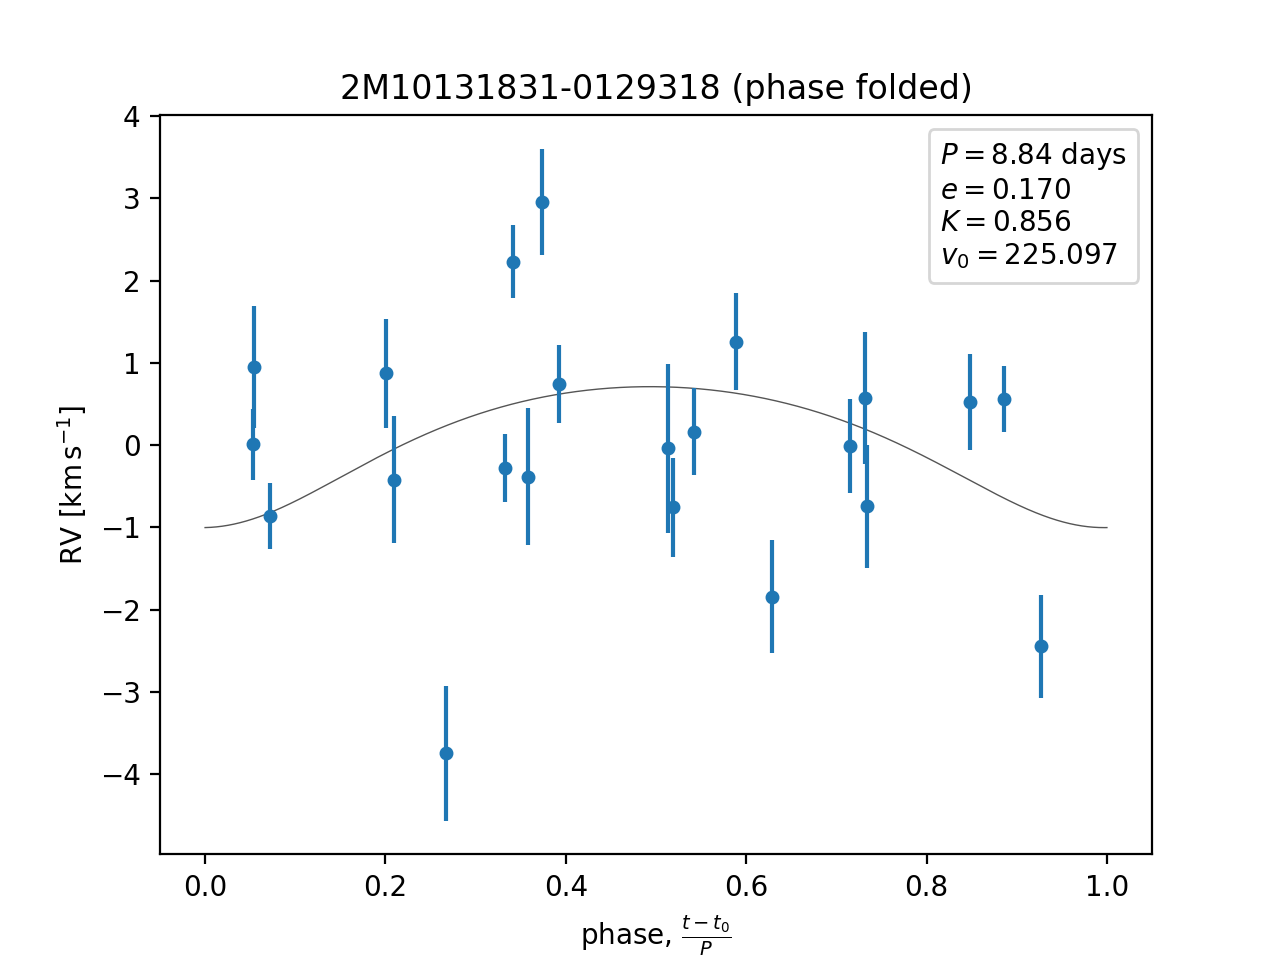 2M10131831-0129318 (phase folded)
P = 8.84 days
e = 0.170
K = 0.856
v₀ = 225.097
4
3
2
1
0
−1
−2
−3
−4
RV [km s⁻¹]
0.0 0.2 0.4 0.6 0.8 1.0
phase, (t − t₀)/P